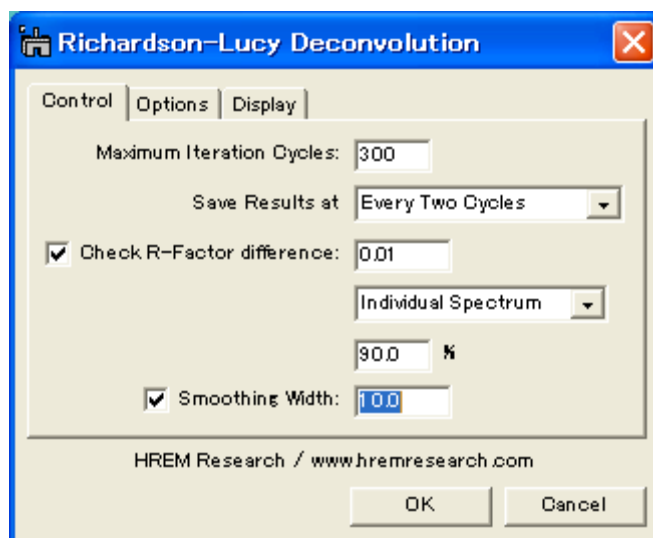 Richardson-Lucy Deconvolution
Control Options Display
Maximum Iteration Cycles: 300
Save Results at Every Two Cycles
Check R-Factor difference: 0.01
Individual Spectrum
90.0 %
Smoothing Width: 10.0
HREM Research / www.hremresearch.com
OK Cancel